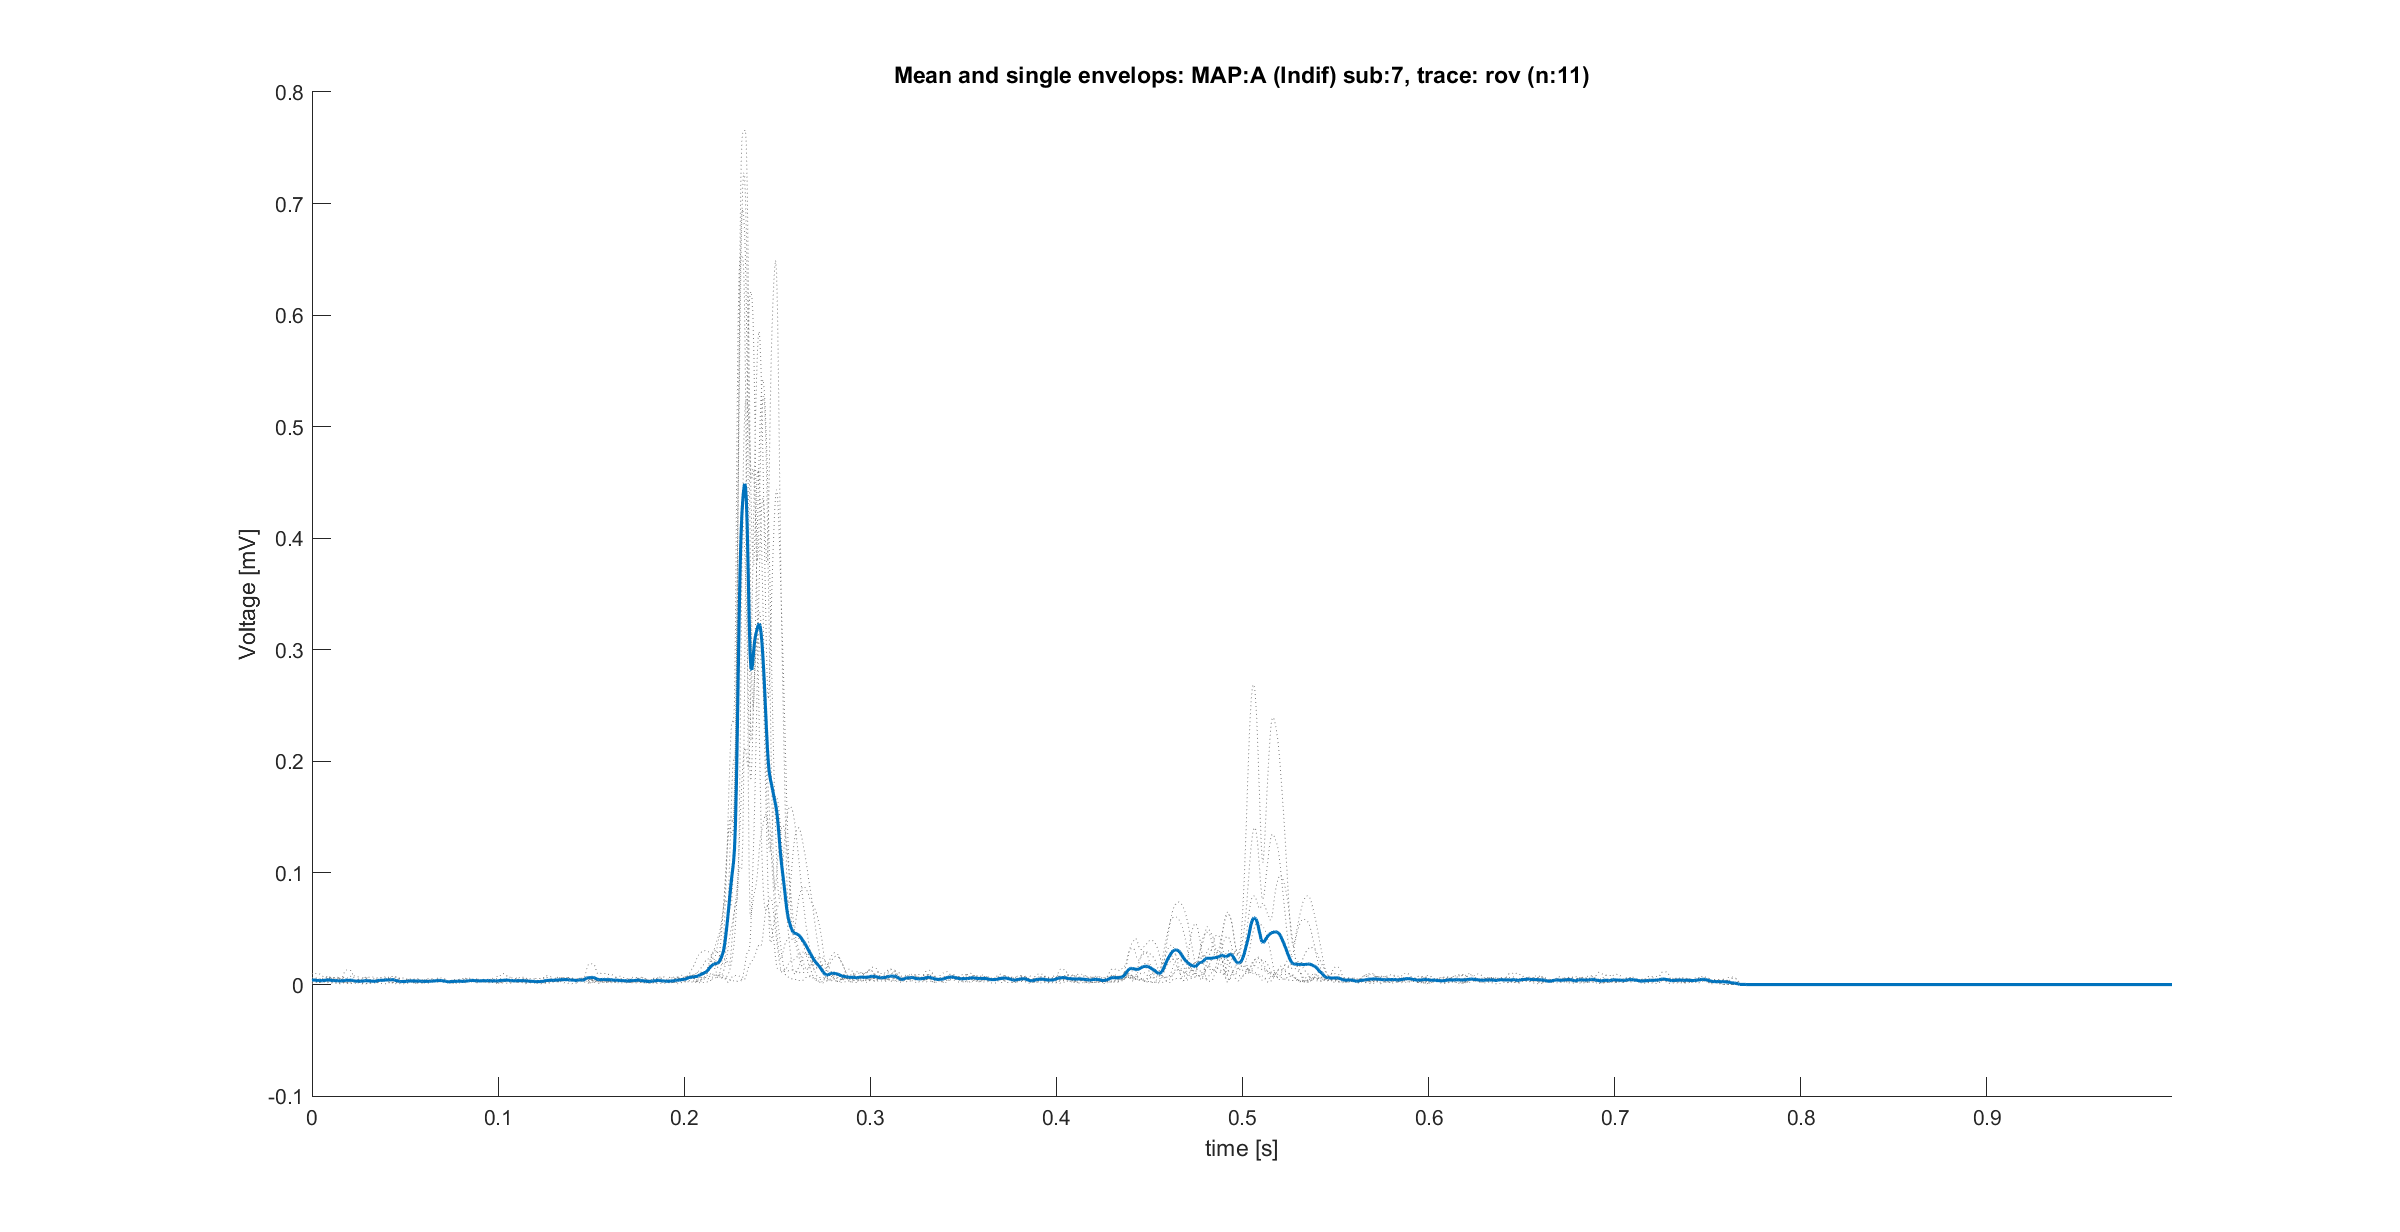 Mean and single envelops: MAP:A (Indif) sub:7, trace: rov (n:11)
0.8
0.7
0.6
0.5
0.4
0.3
0.2
0.1
0
-0.1
Voltage [mV]
0 0.1 0.2 0.3 0.4 0.5 0.6 0.7 0.8 0.9
time [s]